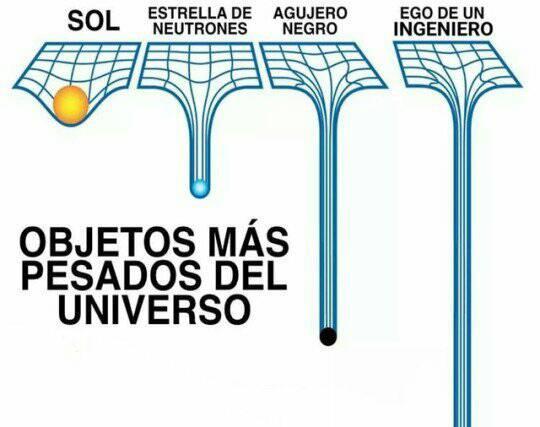 SOL
ESTRELLA DE
NEUTRONES
AGUJERO
NEGRO
EGO DE UN
INGENIERO
OBJETOS MÁS
PESADOS DEL
UNIVERSO